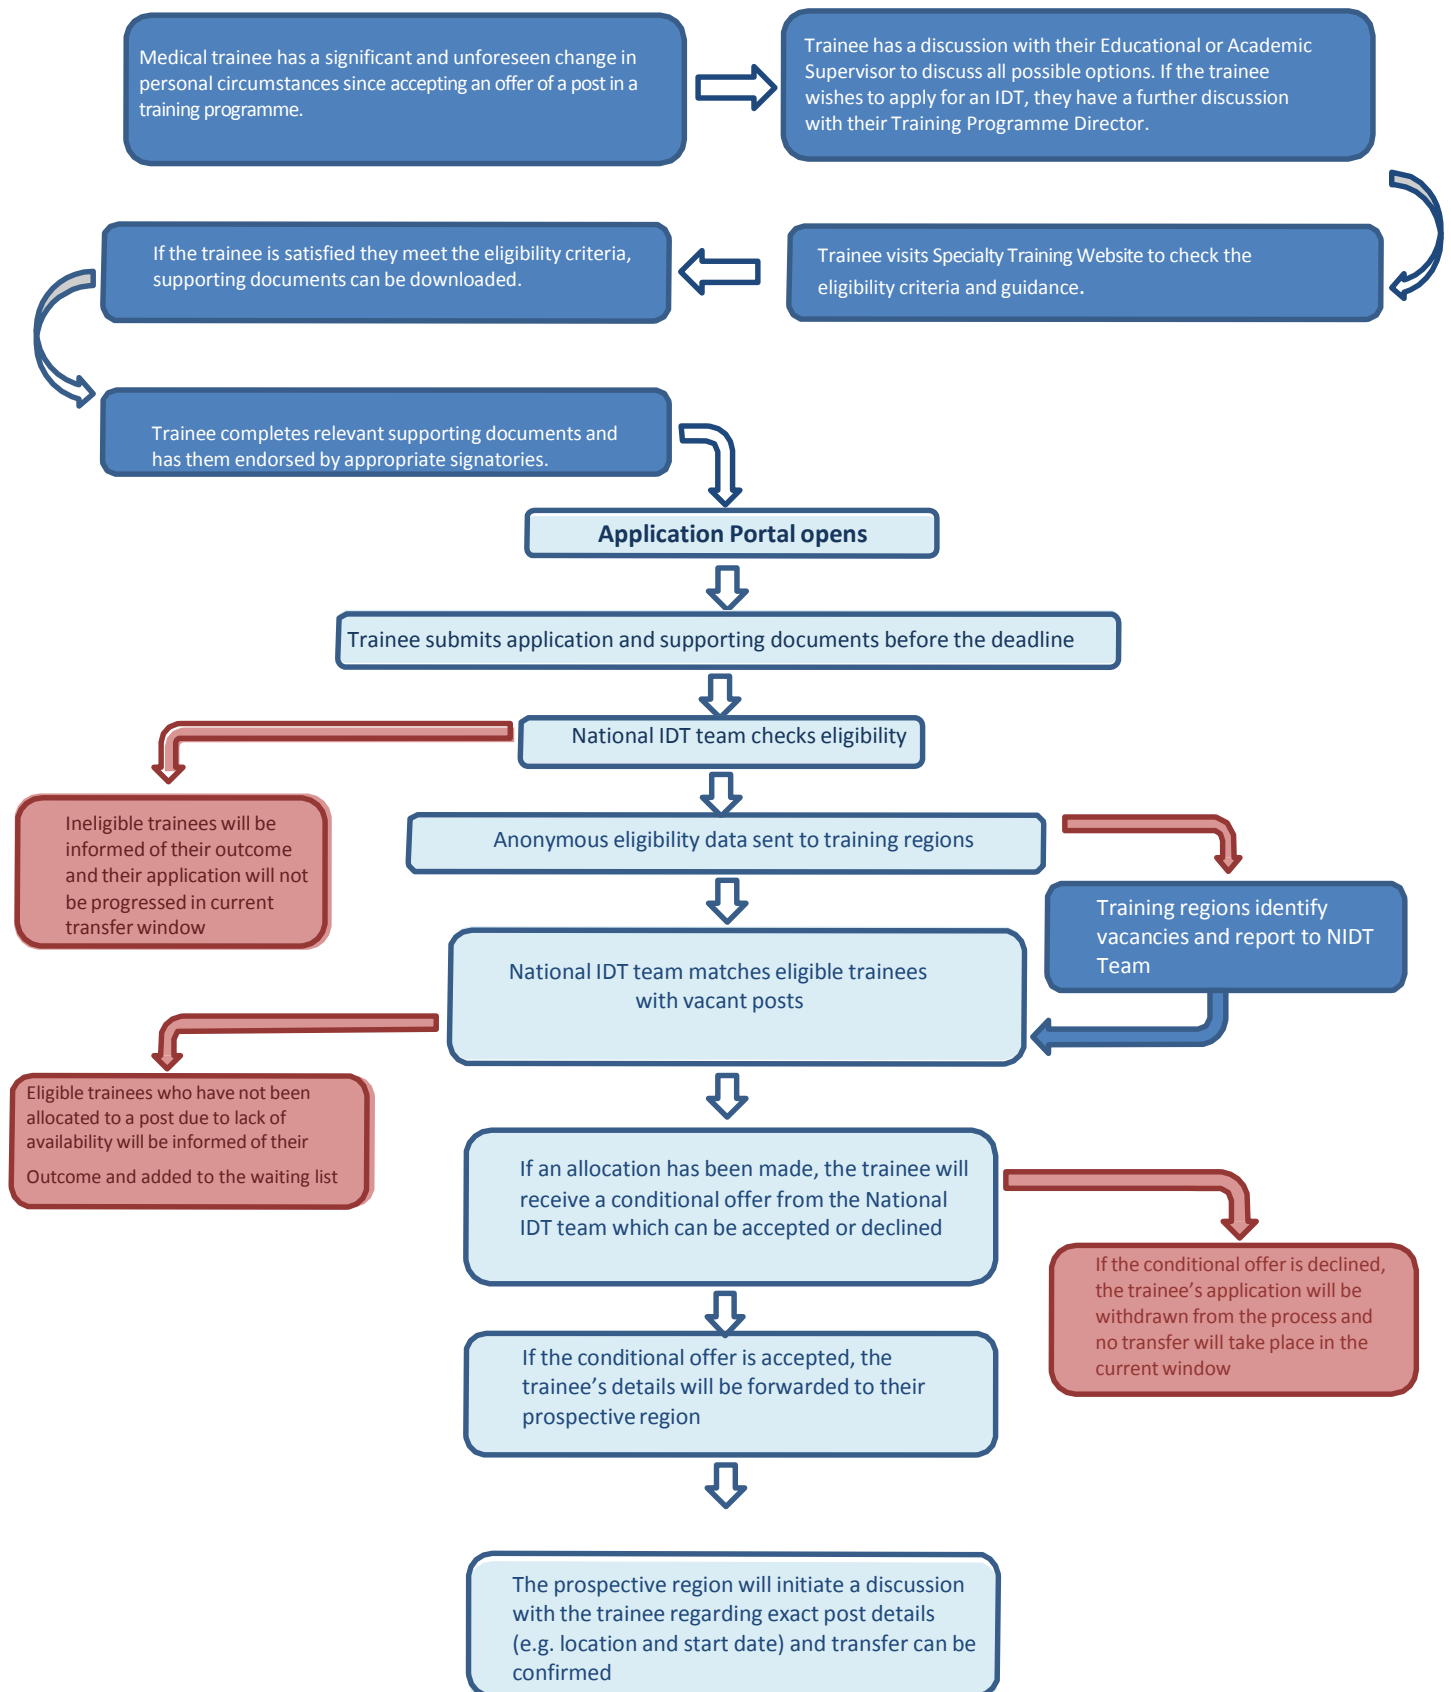 Medical trainee has a significant and unforeseen change in
personal circumstances since accepting an offer of a post in a
training programme.
Trainee has a discussion with their Educational or Academic
Supervisor to discuss all possible options. If the trainee
wishes to apply for an IDT, they have a further discussion
with their Training Programme Director.
Trainee visits Specialty Training Website to check the
eligibility criteria and guidance.
If the trainee is satisfied they meet the eligibility criteria,
supporting documents can be downloaded.
Trainee completes relevant supporting documents and
has them endorsed by appropriate signatories.
Application Portal opens
Trainee submits application and supporting documents before the deadline
National IDT team checks eligibility
Ineligible trainees will be
informed of their outcome
and their application will not
be progressed in current
transfer window
Anonymous eligibility data sent to training regions
Training regions identify
vacancies and report to NIDT
Team
National IDT team matches eligible trainees
with vacant posts
Eligible trainees who have not been
allocated to a post due to lack of
availability will be informed of their
Outcome and added to the waiting list
If an allocation has been made, the trainee will
receive a conditional offer from the National
IDT team which can be accepted or declined
If the conditional offer is declined,
the trainee’s application will be
withdrawn from the process and
no transfer will take place in the
current window
If the conditional offer is accepted, the
trainee’s details will be forwarded to their
prospective region
The prospective region will initiate a discussion
with the trainee regarding exact post details
(e.g. location and start date) and transfer can be
confirmed